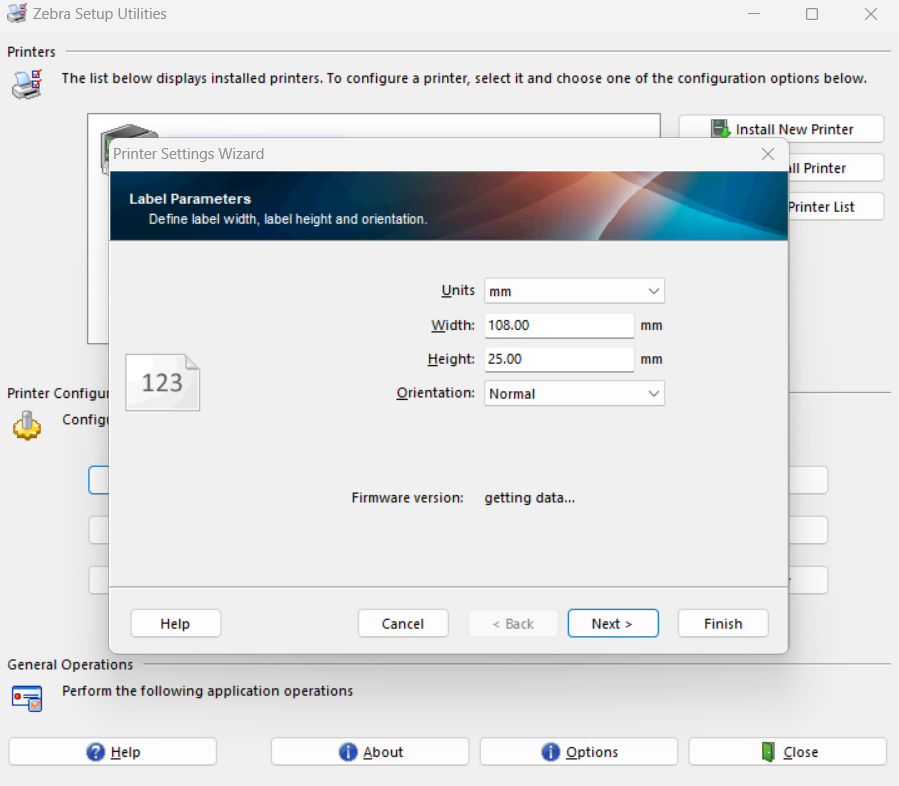 Zebra Setup Utilities
Printers
The list below displays installed printers. To configure a printer, select it and choose one of the configuration options below.
Install New Printer
Printer Settings Wizard
Printer
Label Parameters
Define label width, label height and orientation.
Printer List
Units mm
Width: 108.00 mm
123
Height: 25.00 mm
Printer
Orientation: Normal
Firmware version: getting data...
Help Cancel < Back Next > Finish
General Operations
Perform the following application operations
Help About Options Close